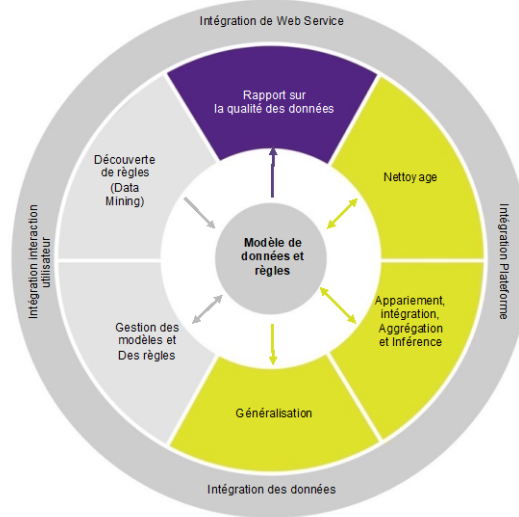 Intégration de Web Service
Rapport sur
la qualité des données
Découverte
de règles
(Data
Mining)
Nettoyage
Intégration interaction
utilisateur
Modèle de
données et
règles
Intégration Plateforme
Appariement,
intégration,
Aggrégation
et Inférence
Gestion des
modèles et
Des règles
Généralisation
Intégration des données